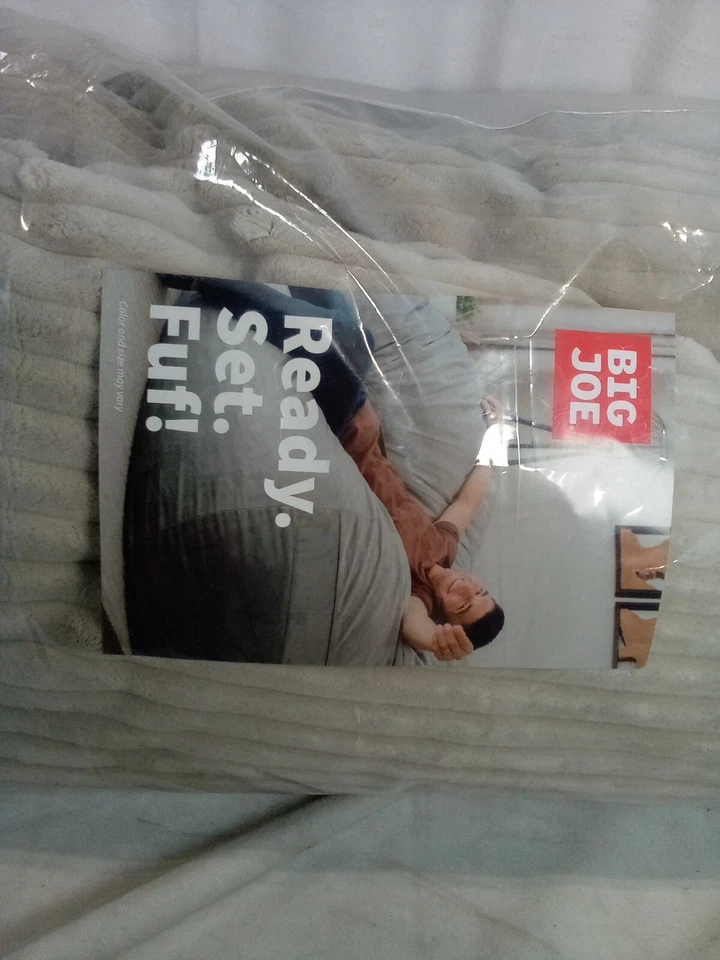 BIG
JOE
Ready.
Set.
Fuf!
Color and size may vary